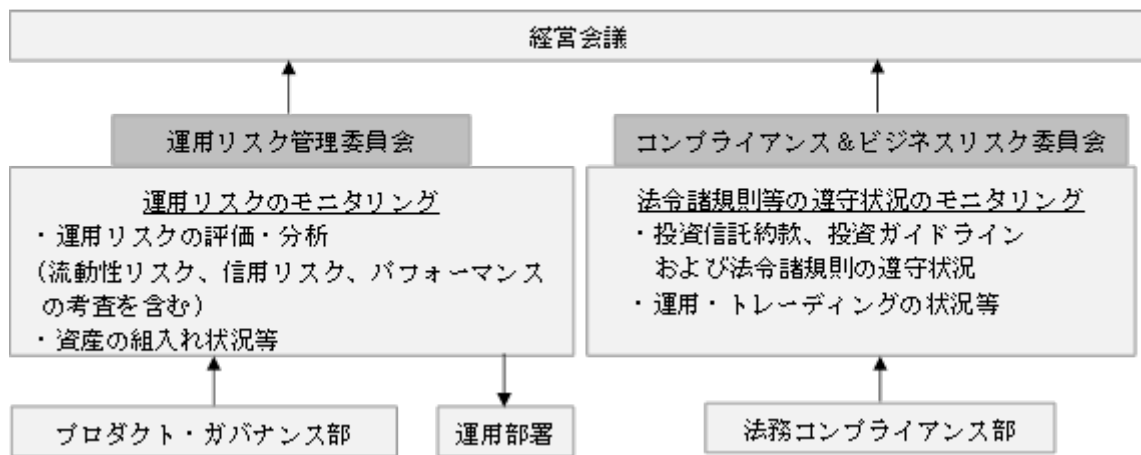 経営会議
運用リスク管理委員会
運用リスクのモニタリング
・運用リスクの評価・分析
(流動性リスク、信用リスク、パフォーマンス
の考査を含む)
・資産の組入れ状況等
プロダクト・ガバナンス部
運用部署
コンプライアンス&ビジネスリスク委員会
法令諸規則等の遵守状況のモニタリング
・投資信託約款、投資ガイドライン
および法令諸規則の遵守状況
・運用・トレーディングの状況等
法務コンプライアンス部